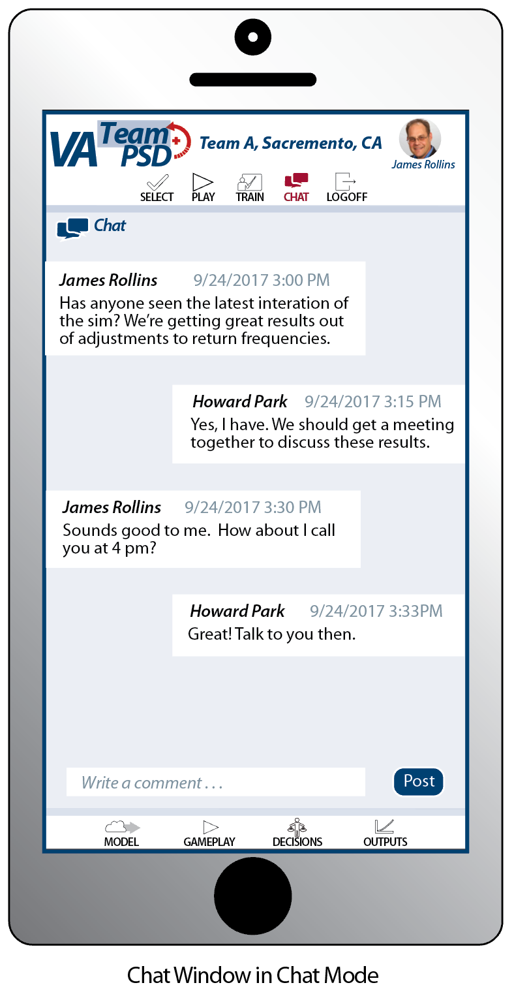 VA Team PSD
Team A, Sacremento, CA
James Rollins
SELECT PLAY TRAIN CHAT LOGOFF
Chat
James Rollins 9/24/2017 3:00 PM
Has anyone seen the latest interation of
the sim? We’re getting great results out
of adjustments to return frequencies.
Howard Park 9/24/2017 3:15 PM
Yes, I have. We should get a meeting
together to discuss these results.
James Rollins 9/24/2017 3:30 PM
Sounds good to me.  How about I call
you at 4 pm?
Howard Park 9/24/2017 3:33PM
Great! Talk to you then.
Write a comment . . .
Post
MODEL GAMEPLAY DECISIONS OUTPUTS
Chat Window in Chat Mode